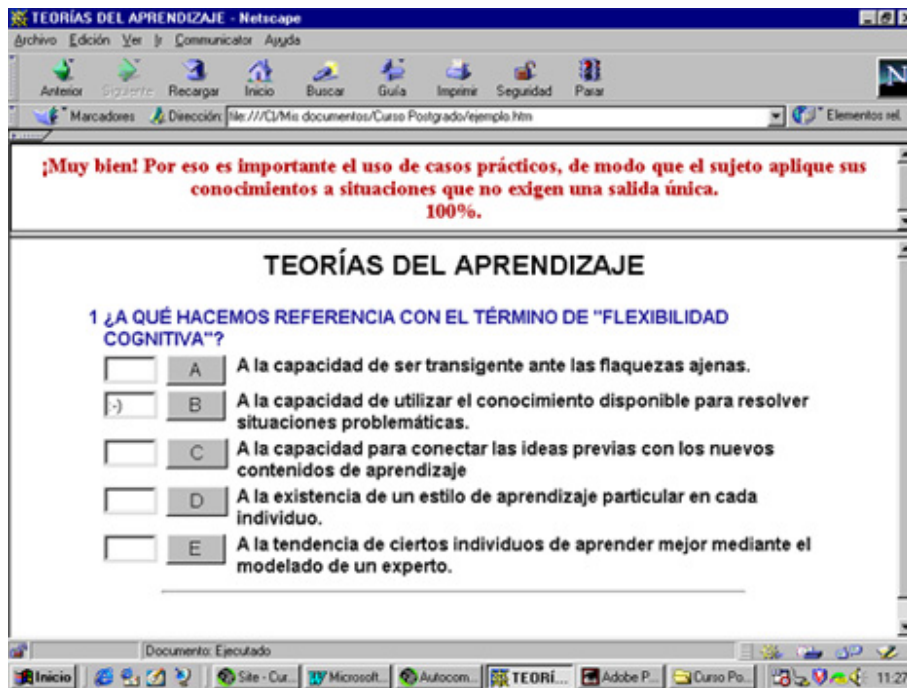 TEORÍAS DEL APRENDIZAJE - Netscape
Archivo Edición Ver Ir Communicator Ayuda
Anterior Siguiente Recargar Inicio Buscar Guía Imprimir Seguridad Parar
N
Marcadores Dirección: file:///C|/Mis documentos/Curso Postgrado/ejemplo.htm Elementos rel.
¡Muy bien! Por eso es importante el uso de casos prácticos, de modo que el sujeto aplique sus
conocimientos a situaciones que no exigen una salida única.
100%.
TEORÍAS DEL APRENDIZAJE
1 ¿A QUÉ HACEMOS REFERENCIA CON EL TÉRMINO DE "FLEXIBILIDAD
COGNITIVA"?
A A la capacidad de ser transigente ante las flaquezas ajenas.
:-) B A la capacidad de utilizar el conocimiento disponible para resolver
situaciones problemáticas.
C A la capacidad para conectar las ideas previas con los nuevos
contenidos de aprendizaje
D A la existencia de un estilo de aprendizaje particular en cada
individuo.
E A la tendencia de ciertos individuos de aprender mejor mediante el
modelado de un experto.
Documento: Ejecutado
Inicio Site - Cur... Microsoft... Autocom... TEORÍ... Adobe P... Curso Po... 11:27